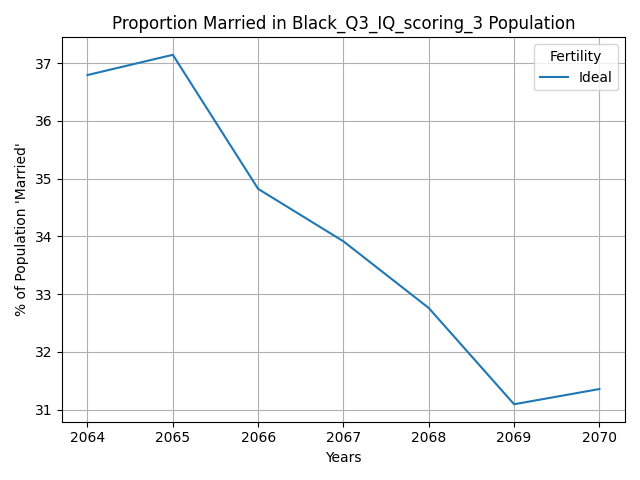 Proportion Married in Black_Q3_IQ_scoring_3 Population
Fertility
Ideal
% of Population 'Married'
37
36
35
34
33
32
31
2064 2065 2066 2067 2068 2069 2070
Years